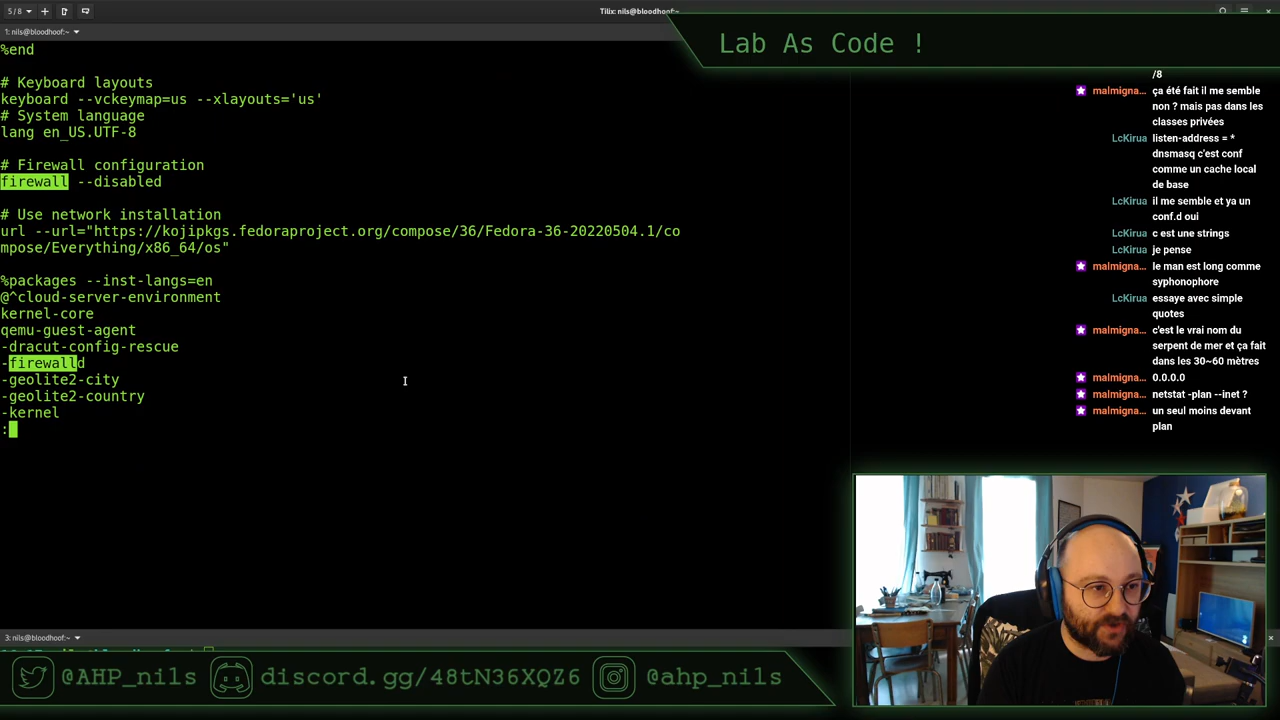 5 / 8
Tilix: nils@bloodhoof:~
1: nils@bloodhoof:~
%end
# Keyboard layouts
keyboard --vckeymap=us --xlayouts='us'
# System language
lang en_US.UTF-8
# Firewall configuration
firewall --disabled
# Use network installation
url --url="https://kojipkgs.fedoraproject.org/compose/36/Fedora-36-20220504.1/co
mpose/Everything/x86_64/os"
%packages --inst-langs=en
@^cloud-server-environment
kernel-core
qemu-guest-agent
-dracut-config-rescue
-firewalld
-geolite2-city
-geolite2-country
-kernel
:
3: nils@bloodhoof:~
Lab As Code !
/8
malmigna... ça été fait il me semble
non ? mais pas dans les
classes privées
LcKirua listen-address = *
dnsmasq c'est conf
comme un cache local
de base
LcKirua il me semble et ya un
conf.d oui
LcKirua c est une strings
LcKirua je pense
malmigna... le man est long comme
syphonophore
LcKirua essaye avec simple
quotes
malmigna... c'est le vrai nom du
serpent de mer et ça fait
dans les 30~60 mètres
malmigna... 0.0.0.0
malmigna... netstat -plan --inet ?
malmigna... un seul moins devant
plan
@AHP_nils
discord.gg/48tN36XQZ6
@ahp_nils